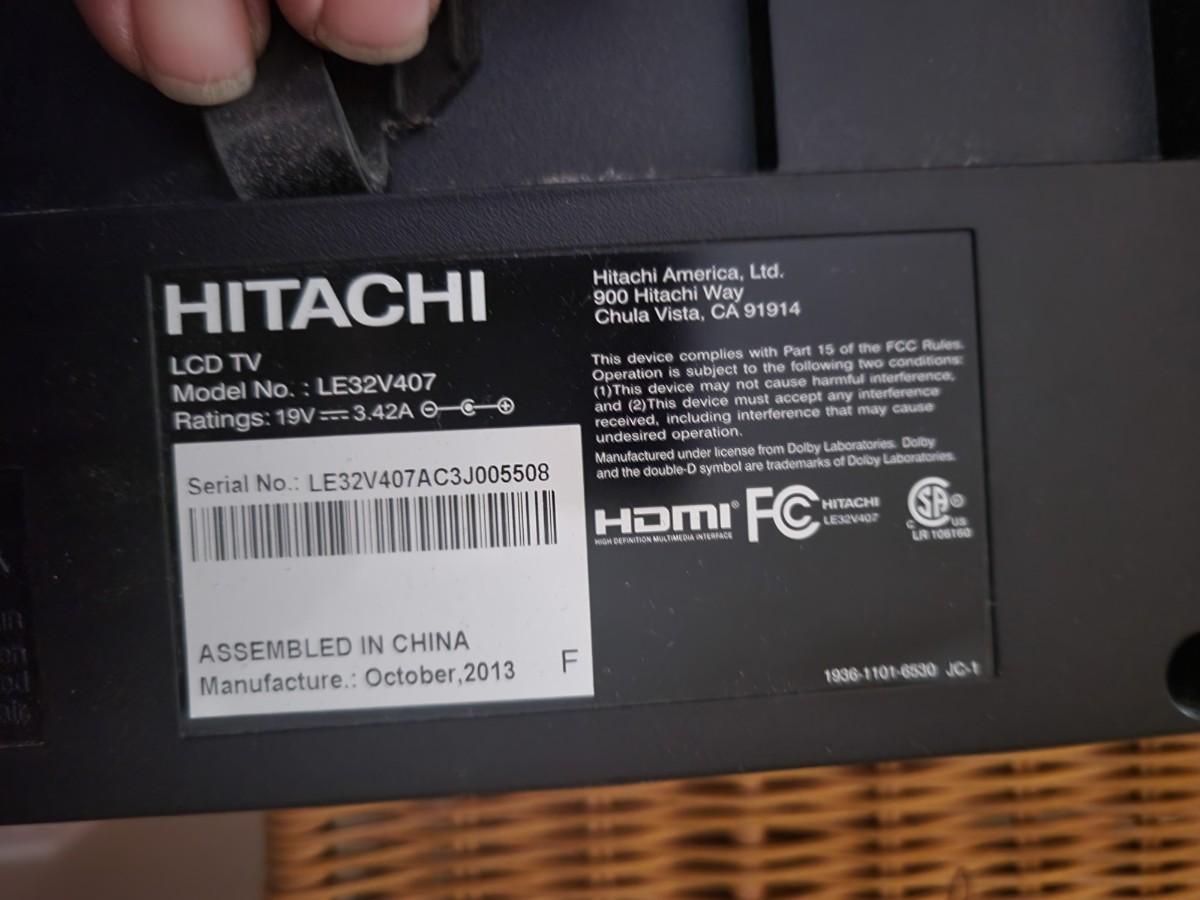 HITACHI
LCD TV
Model No. : LE32V407
Ratings: 19V 3.42A
Serial No.: LE32V407AC3J005508
ASSEMBLED IN CHINA
Manufacture.: October,2013 F
Hitachi America, Ltd.
900 Hitachi Way
Chula Vista, CA 91914
This device complies with Part 15 of the FCC Rules.
Operation is subject to the following two conditions:
(1)This device may not cause harmful interference,
and (2)This device must accept any interference
received, including interference that may cause
undesired operation.
Manufactured under license from Dolby Laboratories. Dolby
and the double-D symbol are trademarks of Dolby Laboratories.
HDMI®
HIGH DEFINITION MULTIMEDIA INTERFACE
FC HITACHI
LE32V407
C SA ® US
LR 106160
1936-1101-6530 JC-1